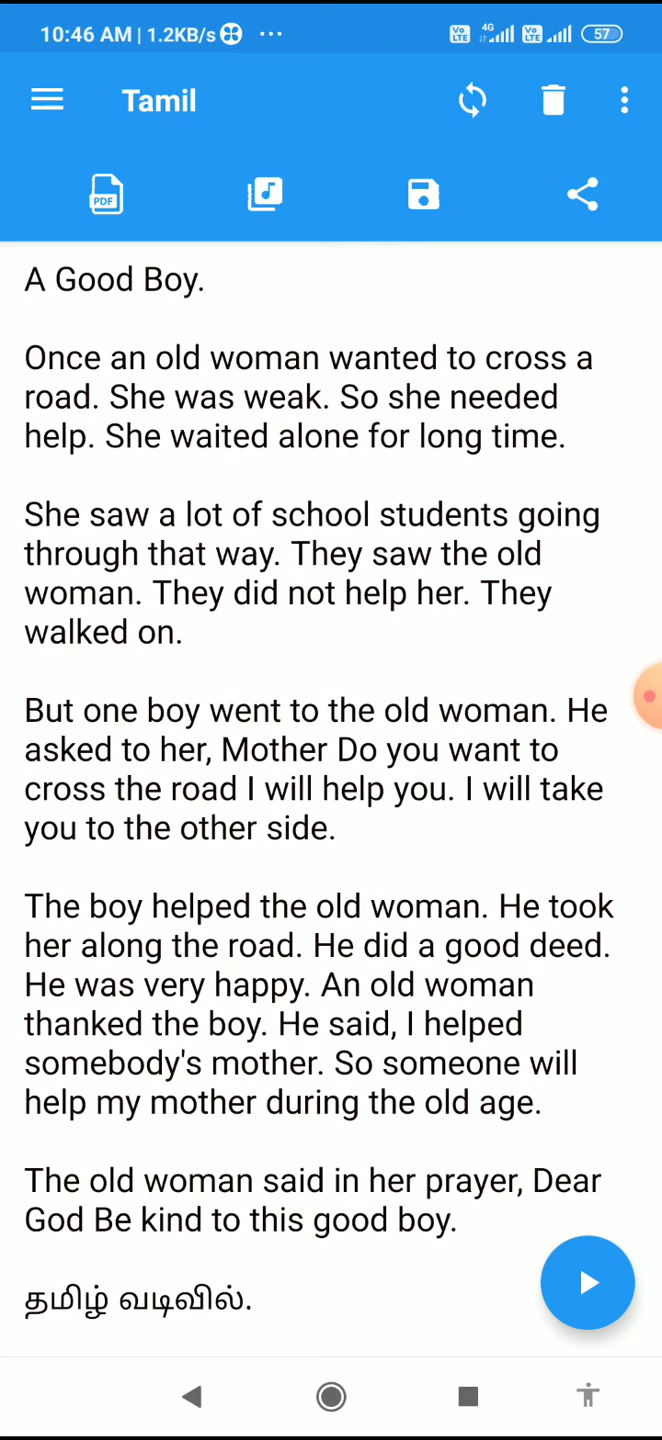 10:46 AM | 1.2KB/s ...
Vo LTE 4G Vo LTE 57
Tamil
PDF
A Good Boy.
Once an old woman wanted to cross a
road. She was weak. So she needed
help. She waited alone for long time.
She saw a lot of school students going
through that way. They saw the old
woman. They did not help her. They
walked on.
But one boy went to the old woman. He
asked to her, Mother Do you want to
cross the road I will help you. I will take
you to the other side.
The boy helped the old woman. He took
her along the road. He did a good deed.
He was very happy. An old woman
thanked the boy. He said, I helped
somebody's mother. So someone will
help my mother during the old age.
The old woman said in her prayer, Dear
God Be kind to this good boy.
தமிழ் வடிவில்.